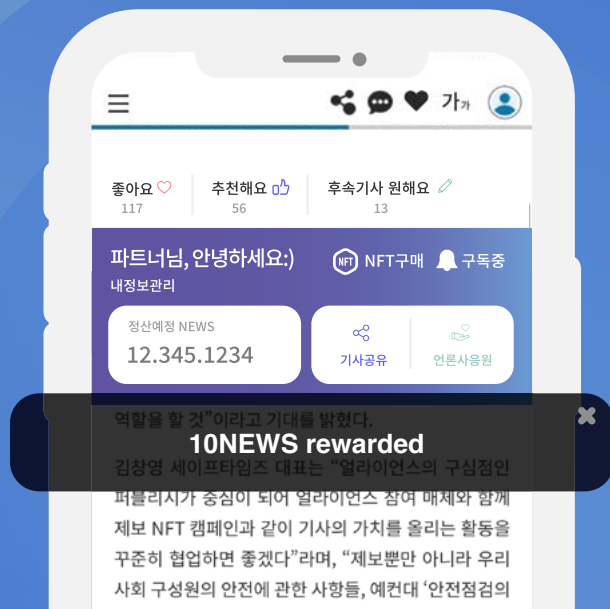 가가
좋아요 추천해요 후속기사 원해요
117 56 13
파트너님, 안녕하세요:) NFT NFT구매 구독중
내정보관리
정산예정 NEWS
12.345.1234
기사공유 언론사응원
역할을 할 것”이라고 기대를 밝혔다.
10NEWS rewarded
김창영 세이프타임즈 대표는 “얼라이언스의 구심점인
퍼블리시가 중심이 되어 얼라이언스 참여 매체와 함께
제보 NFT 캠페인과 같이 기사의 가치를 올리는 활동을
꾸준히 협업하면 좋겠다”라며, “제보뿐만 아니라 우리
사회 구성원의 안전에 관한 사항들, 예컨대 ‘안전점검의